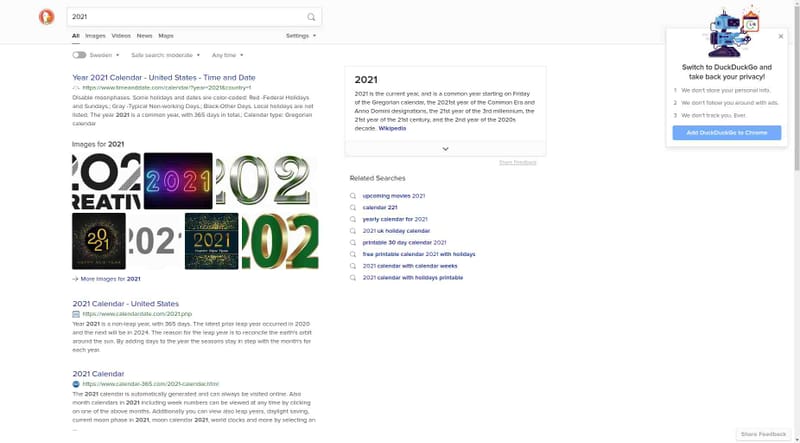 2021
All
Images
Videos
News
Maps
Settings
Sweden
Safe search: moderate
Any time
Year 2021 Calendar - United States - Time and Date
https://www.timeanddate.com/calendar/?year=2021&country=1
Disable moonphases. Some holidays and dates are color-coded: Red -Federal Holidays
and Sundays.; Gray -Typical Non-working Days.; Black-Other Days. Local holidays are not
listed. The year 2021 is a common year, with 365 days in total.; Calendar type: Gregorian
calendar
Images for 2021
202
CREATIV
2021
202
2021
HAPPY NEW YEAR
2021
2021
202
More Images for 2021
2021 Calendar - United States
https://www.calendardate.com/2021.php
Year 2021 is a non-leap year, with 365 days. The latest prior leap year occurred in 2020
and the next will be in 2024. The reason for the leap year is to reconcile the earth's orbit
around the sun. By adding days to the year the seasons stay in step with the month's for
each year.
2021 Calendar
https://www.calendar-365.com/2021-calendar.html
The 2021 calendar is automatically generated and can always be visited online. Also
month calendars in 2021 including week numbers can be viewed at any time by clicking
on one of the above months. Additionally you can view also leap years, daylight saving,
current moon phase in 2021, moon calendar 2021, world clocks and more by selecting an
...
2021
2021 is the current year, and is a common year starting on Friday
of the Gregorian calendar, the 2021st year of the Common Era and
Anno Domini designations, the 21st year of the 3rd millennium, the
21st year of the 21st century, and the 2nd year of the 2020s
decade. Wikipedia
Share Feedback
Related Searches
upcoming movies 2021
calendar 221
yearly calendar for 2021
2021 uk holiday calendar
printable 30 day calendar 2021
free printable calendar 2021 with holidays
2021 calendar with calendar weeks
2021 calendar with holidays printable
Switch to DuckDuckGo and
take back your privacy!
1 We don't store your personal info.
2 We don't follow you around with ads.
3 We don't track you. Ever.
Add DuckDuckGo to Chrome
Share Feedback